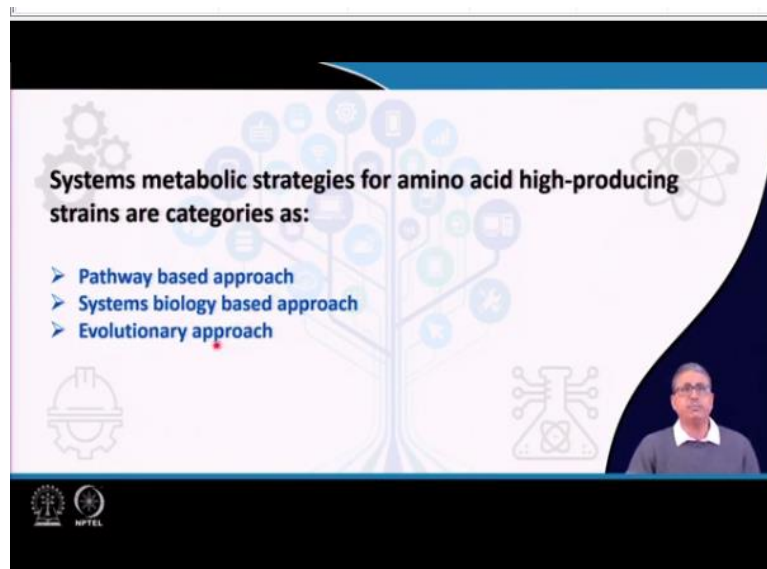 Systems metabolic strategies for amino acid high-producing
strains are categories as:
Pathway based approach
Systems biology based approach
Evolutionary approach
NPTEL